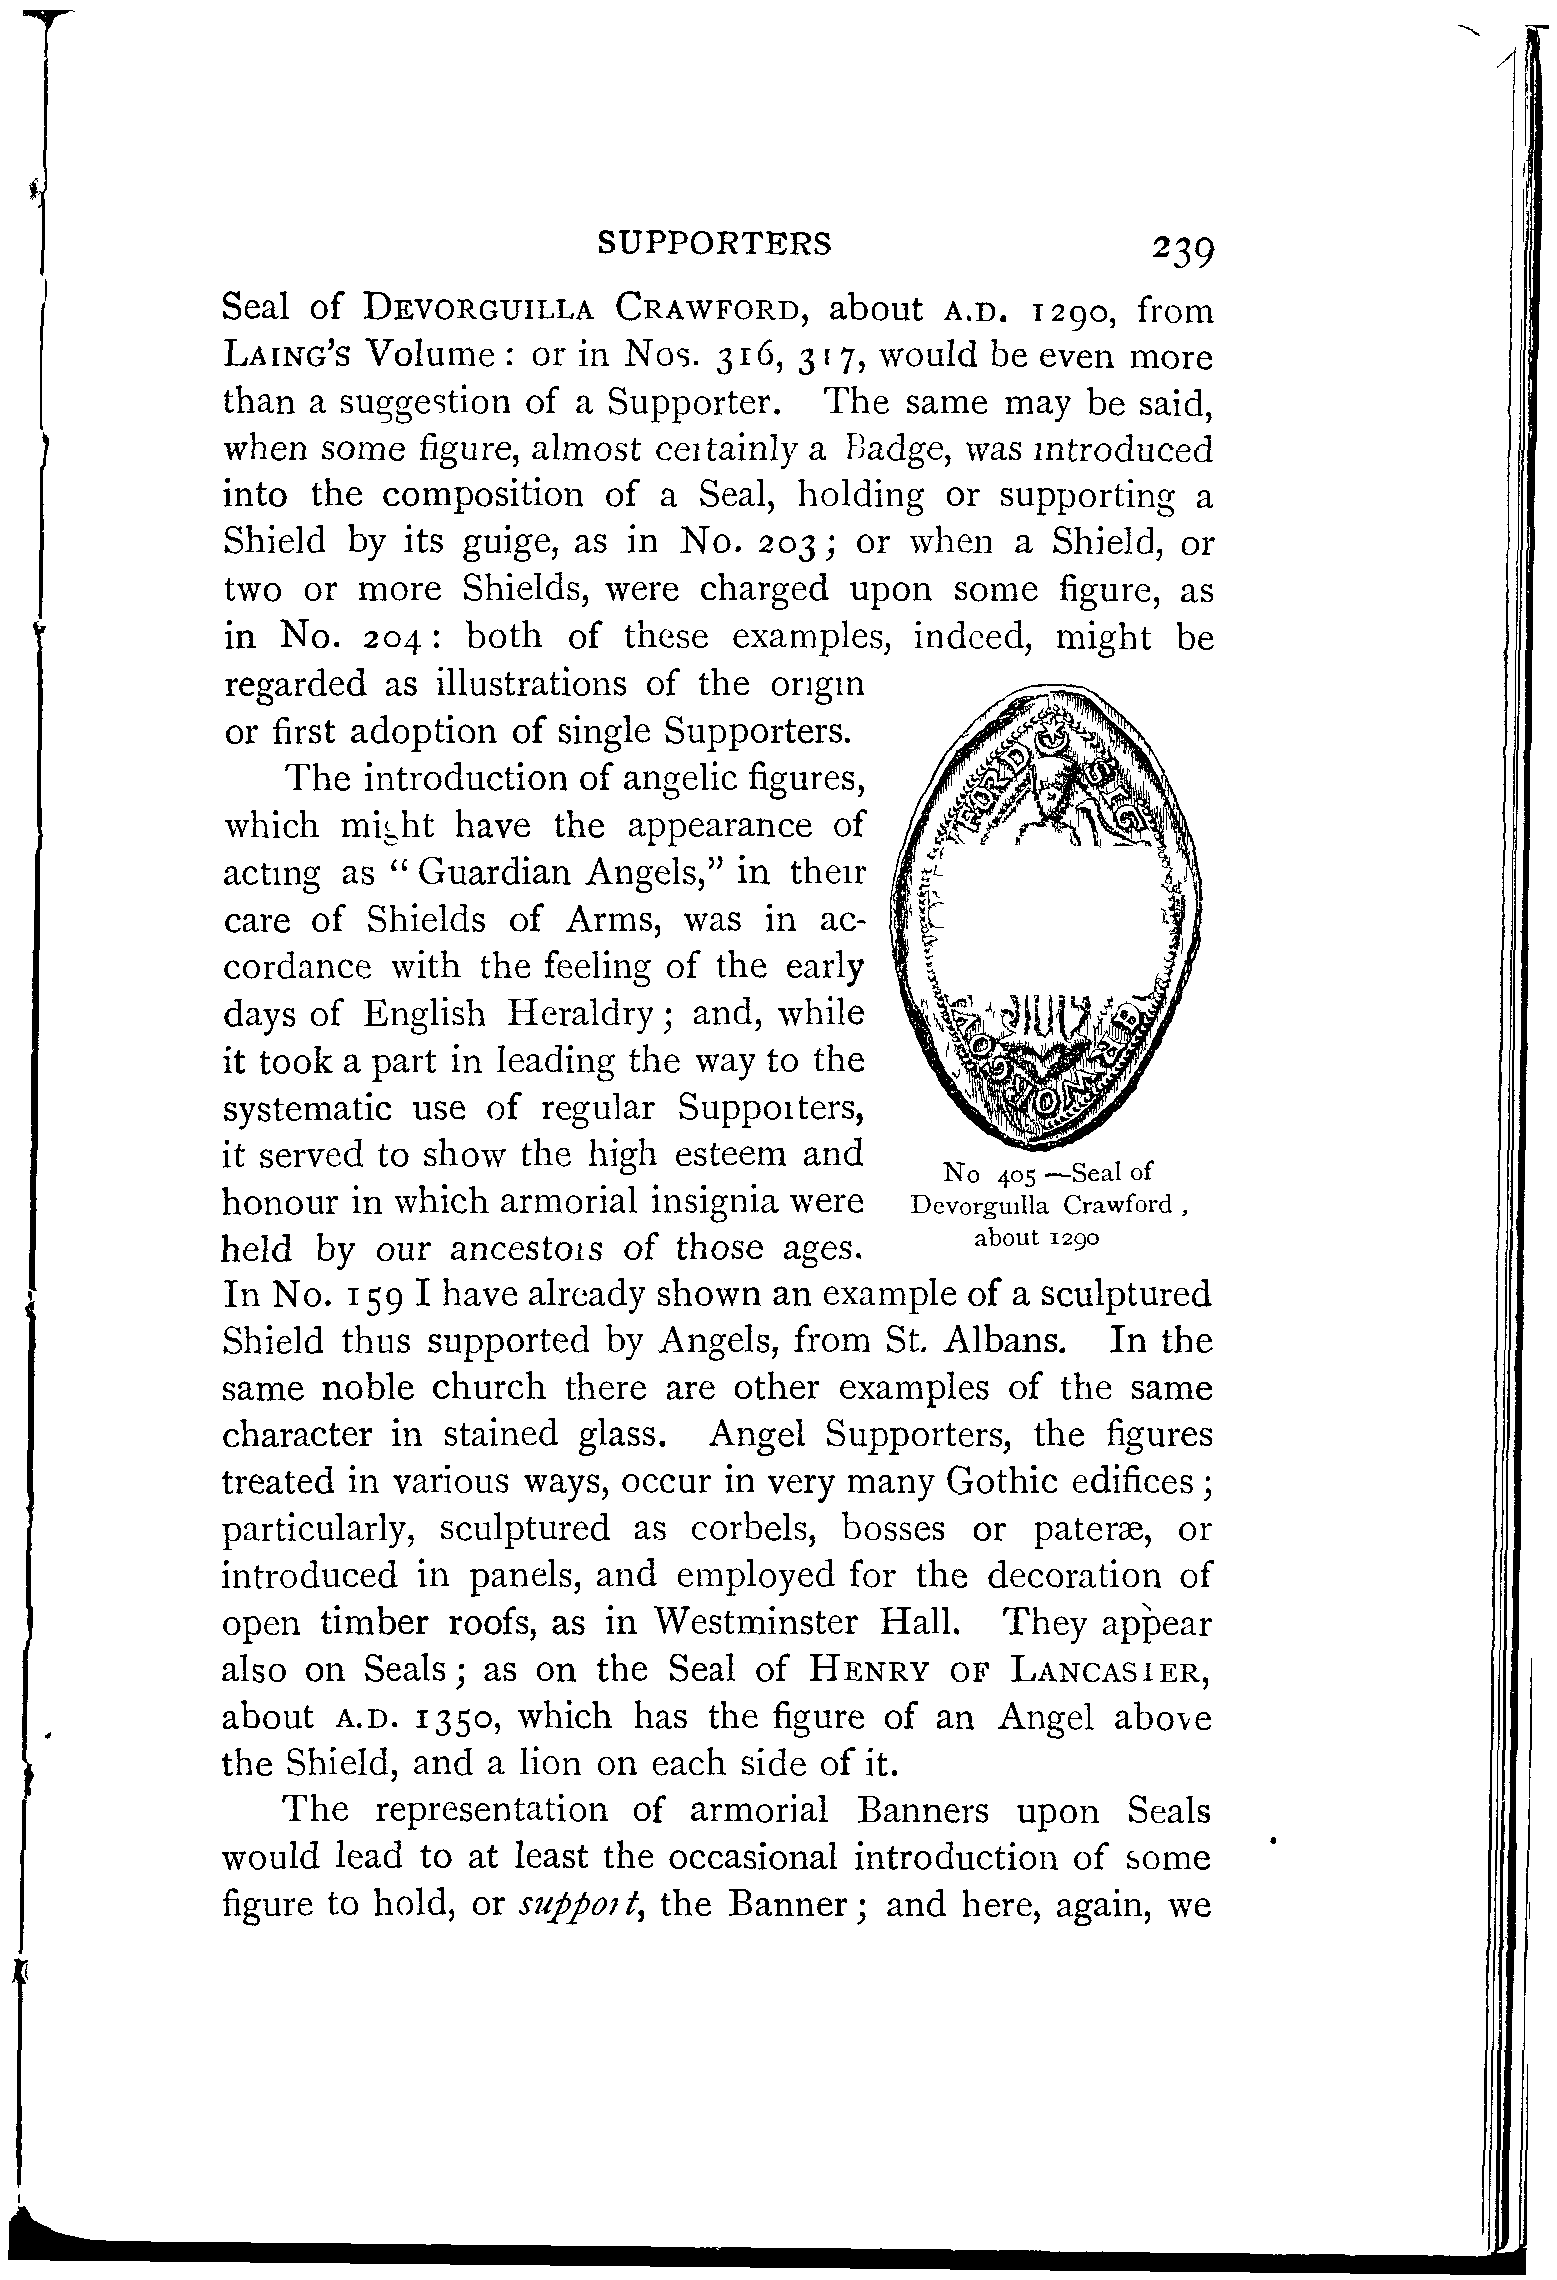 SUPPORTERS 239
Seal of DEVORGUILLA CRAWFORD, about A.D. 1290, from
LAING'S Volume: or in Nos. 316, 317, would be even more
than a suggestion of a Supporter. The same may be said,
when some figure, almost certainly a Badge, was introduced
into the composition of a Seal, holding or supporting a
Shield by its guige, as in No. 203; or when a Shield, or
two or more Shields, were charged upon some figure, as
in No. 204: both of these examples, indeed, might be
regarded as illustrations of the origin
or first adoption of single Supporters.
The introduction of angelic figures,
which might have the appearance of
acting as "Guardian Angels," in their
care of Shields of Arms, was in ac-
cordance with the feeling of the early
days of English Heraldry; and, while
it took a part in leading the way to the
systematic use of regular Supporters,
it served to show the high esteem and
honour in which armorial insignia were
held by our ancestors of those ages.
No 405 —Seal of
Devorguilla Crawford,
about 1290
In No. 159 I have already shown an example of a sculptured
Shield thus supported by Angels, from St. Albans. In the
same noble church there are other examples of the same
character in stained glass. Angel Supporters, the figures
treated in various ways, occur in very many Gothic edifices;
particularly, sculptured as corbels, bosses or pateræ, or
introduced in panels, and employed for the decoration of
open timber roofs, as in Westminster Hall. They appear
also on Seals; as on the Seal of HENRY OF LANCASTER,
about A.D. 1350, which has the figure of an Angel above
the Shield, and a lion on each side of it.
The representation of armorial Banners upon Seals
would lead to at least the occasional introduction of some
figure to hold, or support, the Banner; and here, again, we